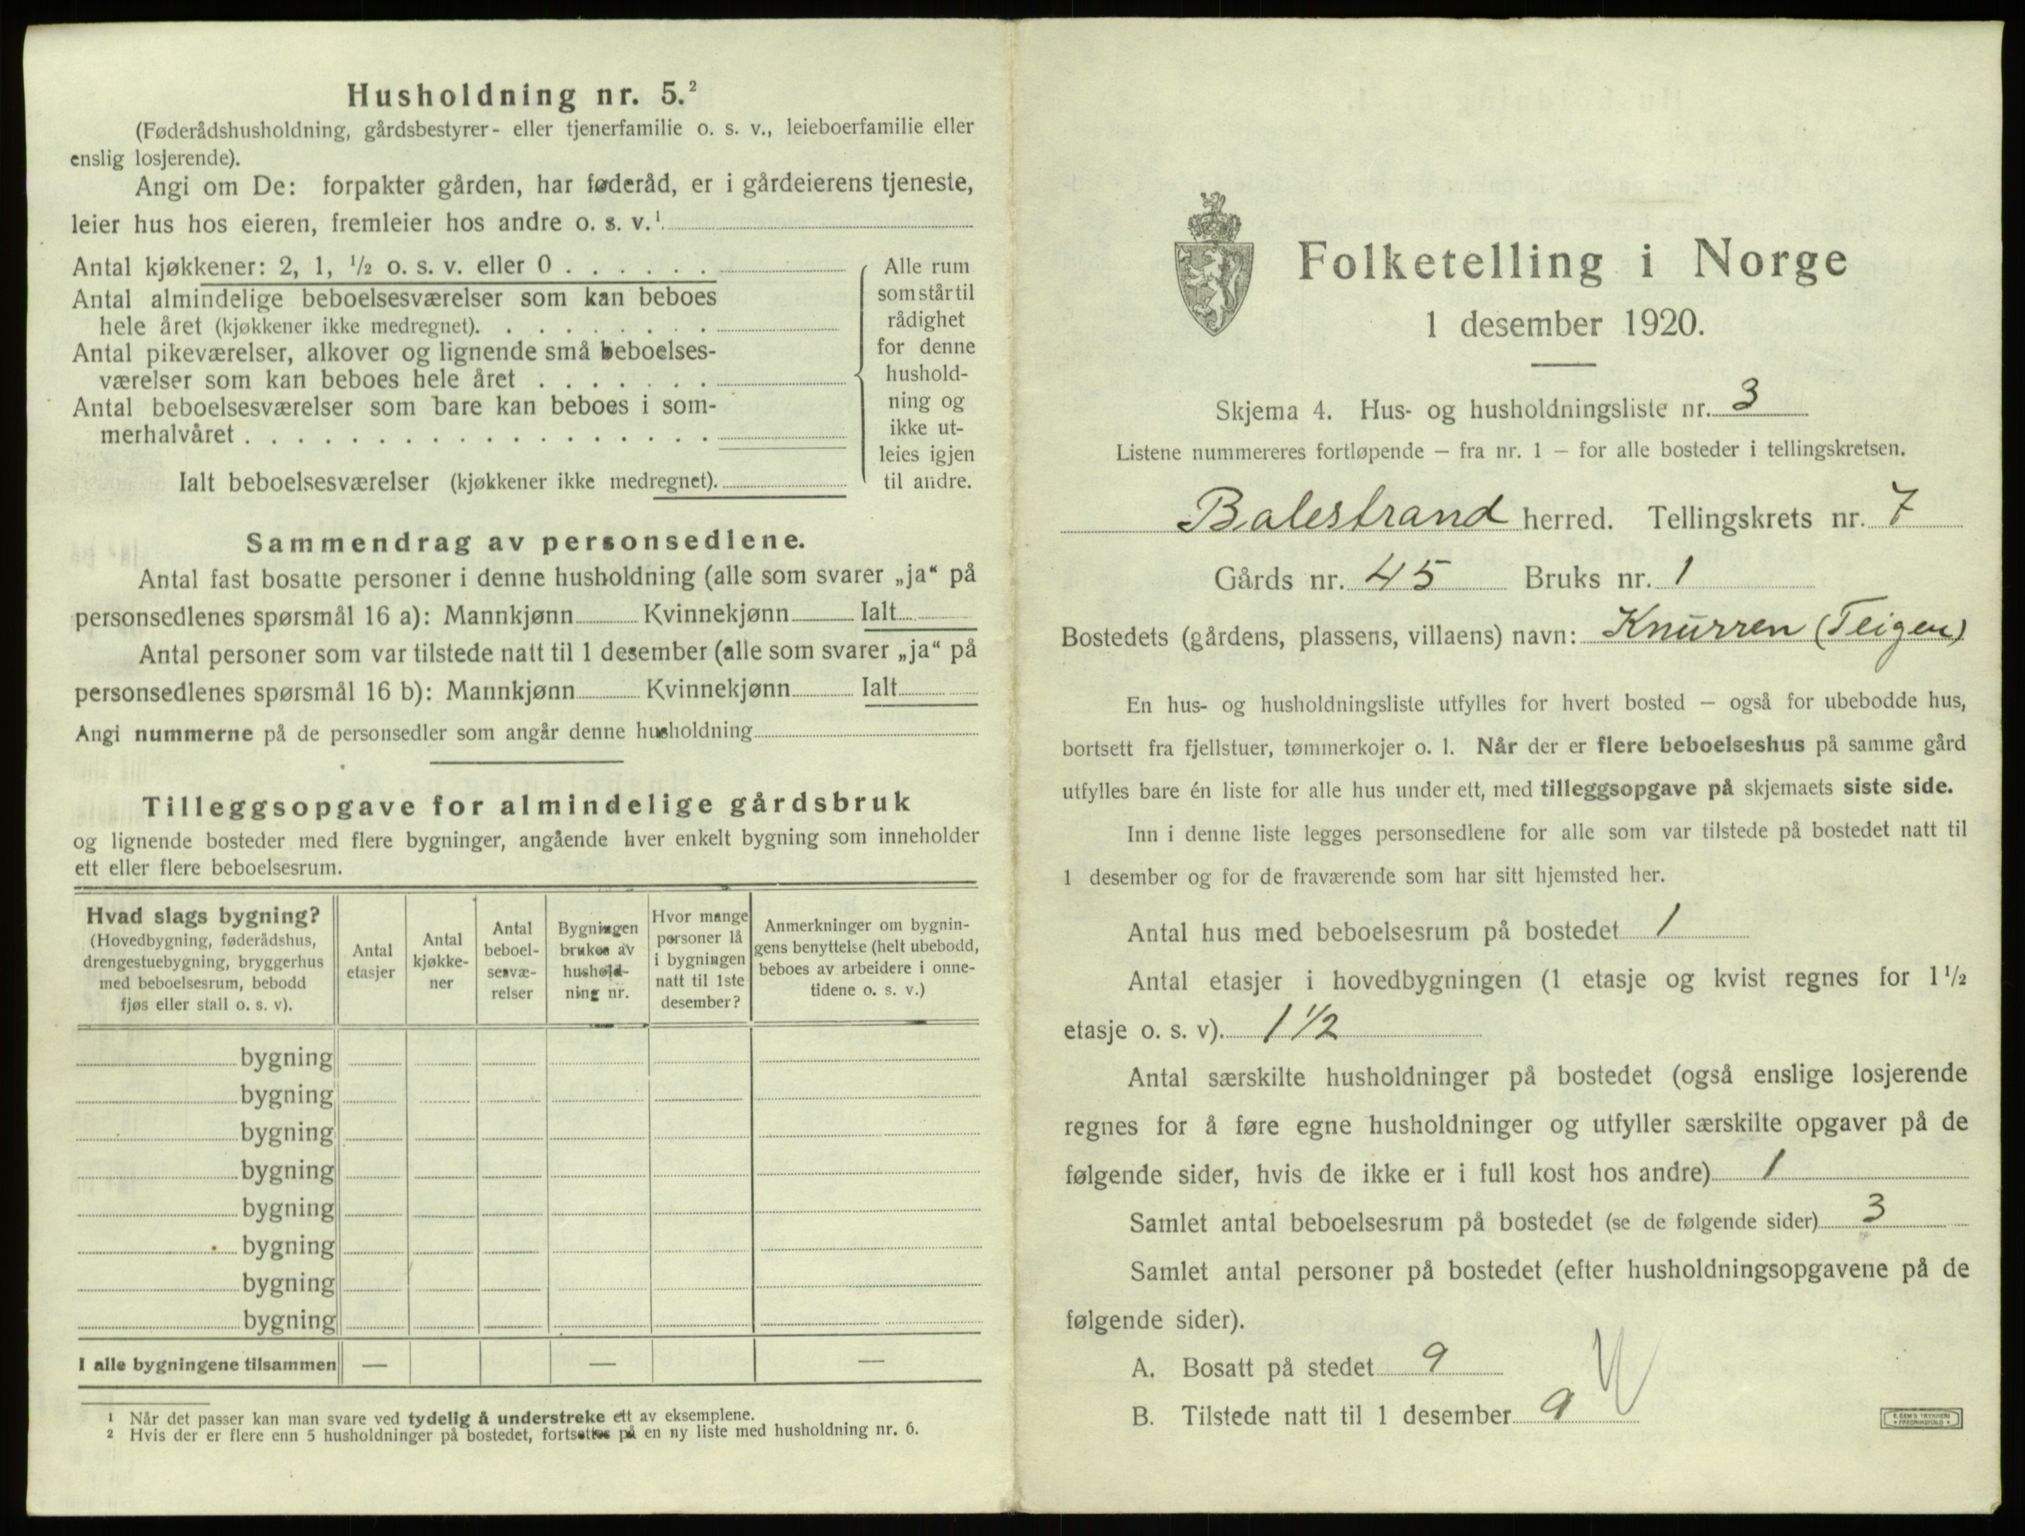 Husholdning nr. 5.²
(Føderådshusholdning, gårdsbestyrer- eller tjenerfamilie o. s. v., leieboerfamilie eller
enslig losjerende).
Angi om De: forpakter gården, har føderåd, er i gårdeierens tjeneste,
leier hus hos eieren, fremleier hos andre o. s. v.¹
Antal kjøkkener: 2, 1, ½ o. s. v. eller 0 . . . . . .
Antal almindelige beboelsesværelser som kan beboes
hele året (kjøkkener ikke medregnet). . . . . . . . .
Antal pikeværelser, alkover og lignende små beboelses-
værelser som kan beboes hele året . . . . . . .
Antal beboelsesværelser som bare kan beboes i som-
merhalvåret . . . . . . . . . . . . . . . . . .
Ialt beboelsesværelser (kjøkkener ikke medregnet).
Alle rum
som står til
rådighet
for denne
hushold-
ning og
ikke ut-
leies igjen
til andre.
Sammendrag av personsedlene.
Antal fast bosatte personer i denne husholdning (alle som svarer „ja“ på
personsedlenes spørsmål 16 a): Mannkjønn Kvinnekjønn Ialt
Antal personer som var tilstede natt til 1 desember (alle som svarer „ja“ på
personsedlenes spørsmål 16 b): Mannkjønn Kvinnekjønn Ialt
Angi nummerne på de personsedler som angår denne husholdning
Tilleggsopgave for almindelige gårdsbruk
og lignende bosteder med flere bygninger, angående hver enkelt bygning som inneholder
ett eller flere beboelsesrum.
Hvad slags bygning?
(Hovedbygning, føderådshus,
drengestuebygning, bryggerhus
med beboelsesrum, bebodd
fjøs eller stall o. s. v).
Antal
etasjer
Antal
kjøkke-
ner
Antal
beboel-
sesvæ-
relser
Bygningen
brukes av
hushold-
ning nr.
Hvor mange
personer lå
i bygningen
natt til 1ste
desember?
Anmerkninger om bygnin-
gens benyttelse (helt ubebodd,
beboes av arbeidere i onne-
tidene o. s. v.)
bygning
bygning
bygning
bygning
bygning
bygning
bygning
bygning
I alle bygningene tilsammen — — —
¹ Når det passer kan man svare ved tydelig å understreke ett av eksemplene.
² Hvis der er flere enn 5 husholdninger på bostedet, fortsettes på en ny liste med husholdning nr. 6.
Folketelling i Norge
1 desember 1920.
Skjema 4. Hus- og husholdningsliste nr. 3
Listene nummereres fortløpende – fra nr. 1 – for alle bosteder i tellingskretsen.
Balestrand herred. Tellingskrets nr. 7
Gårds nr. 45 Bruks nr. 1
Bostedets (gårdens, plassens, villaens) navn: Knurren (Teigen)
En hus- og husholdningsliste utfylles for hvert bosted – også for ubebodde hus,
bortsett fra fjellstuer, tømmerkojer o. l. Når der er flere beboelseshus på samme gård
utfylles bare én liste for alle hus under ett, med tilleggsopgave på skjemaets siste side.
Inn i denne liste legges personsedlene for alle som var tilstede på bostedet natt til
1 desember og for de fraværende som har sitt hjemsted her.
Antal hus med beboelsesrum på bostedet 1
Antal etasjer i hovedbygningen (1 etasje og kvist regnes for 1½
etasje o. s. v). 1 ½
Antal særskilte husholdninger på bostedet (også enslige losjerende
regnes for å føre egne husholdninger og utfyller særskilte opgaver på de
følgende sider, hvis de ikke er i full kost hos andre) 1
Samlet antal beboelsesrum på bostedet (se de følgende sider) 3
Samlet antal personer på bostedet (efter husholdningsopgavene på de
følgende sider).
A. Bosatt på stedet 9
B. Tilstede natt til 1 desember 9